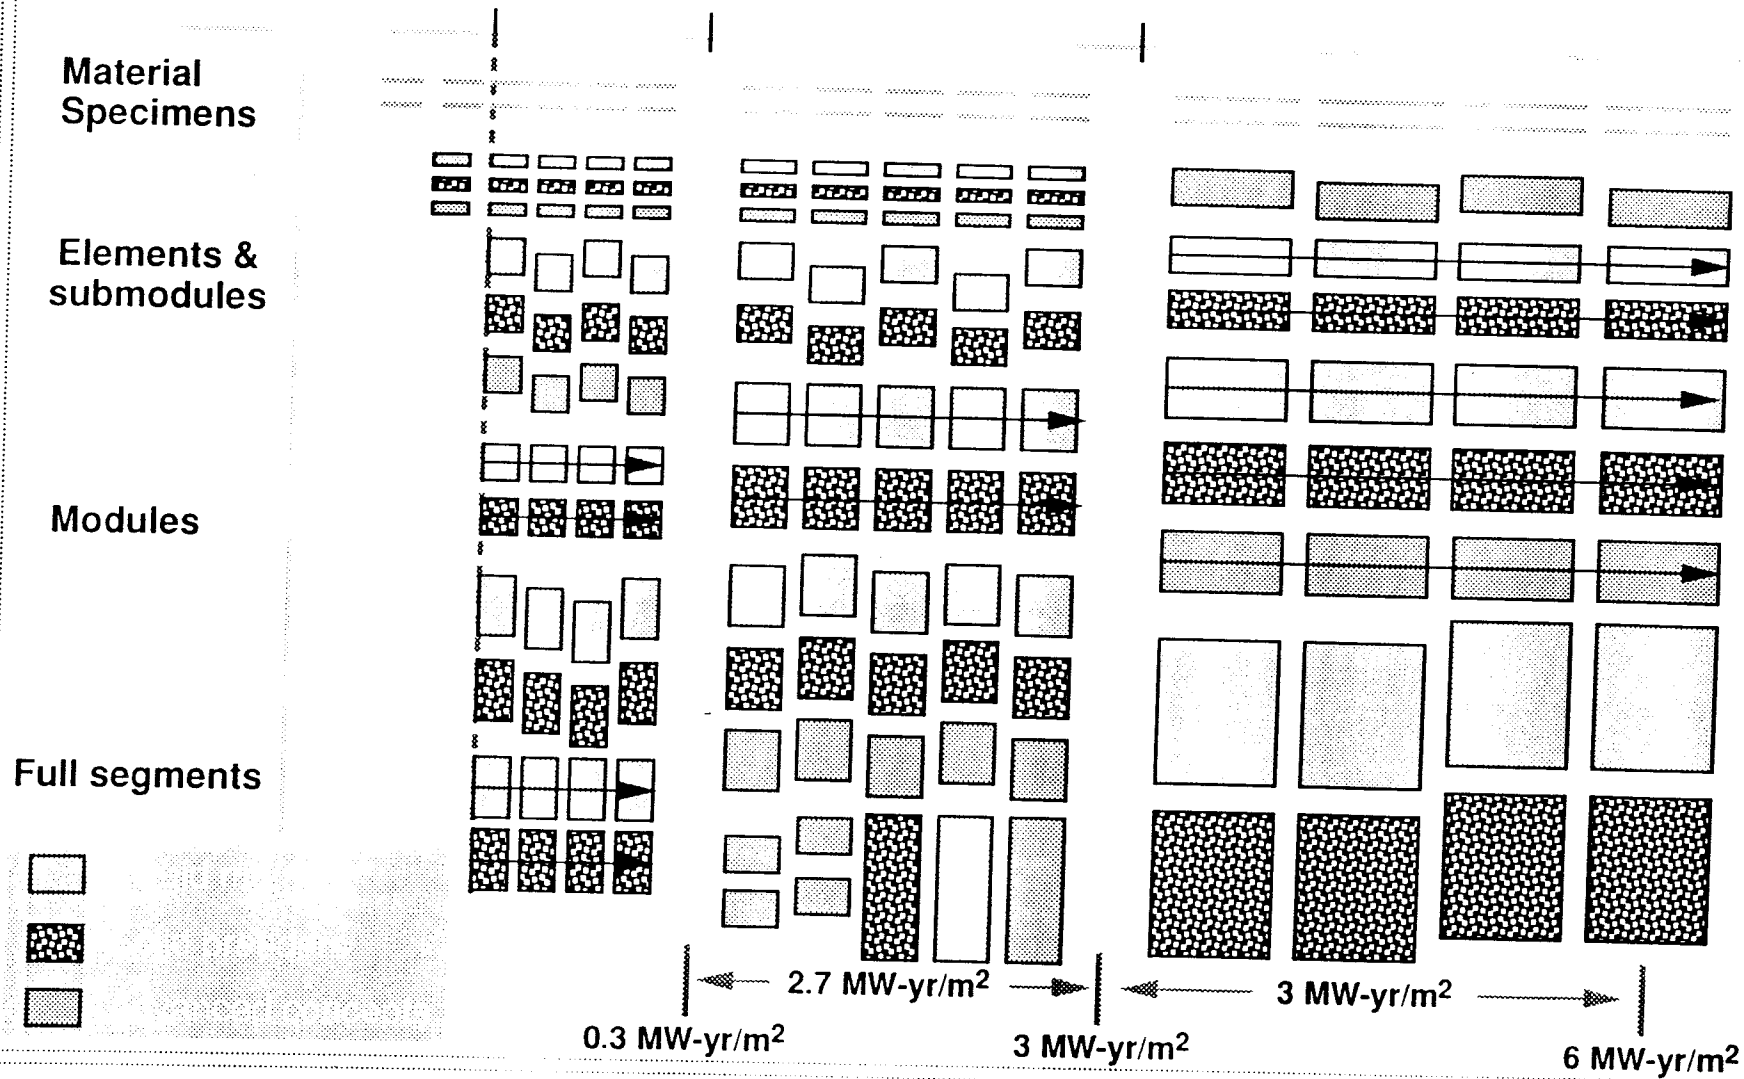 Material
Specimens
Elements &
submodules
Modules
Full segments
2.7 MW-yr/m2
3 MW-yr/m2
0.3 MW-yr/m2
3 MW-yr/m2
6 MW-yr/m2